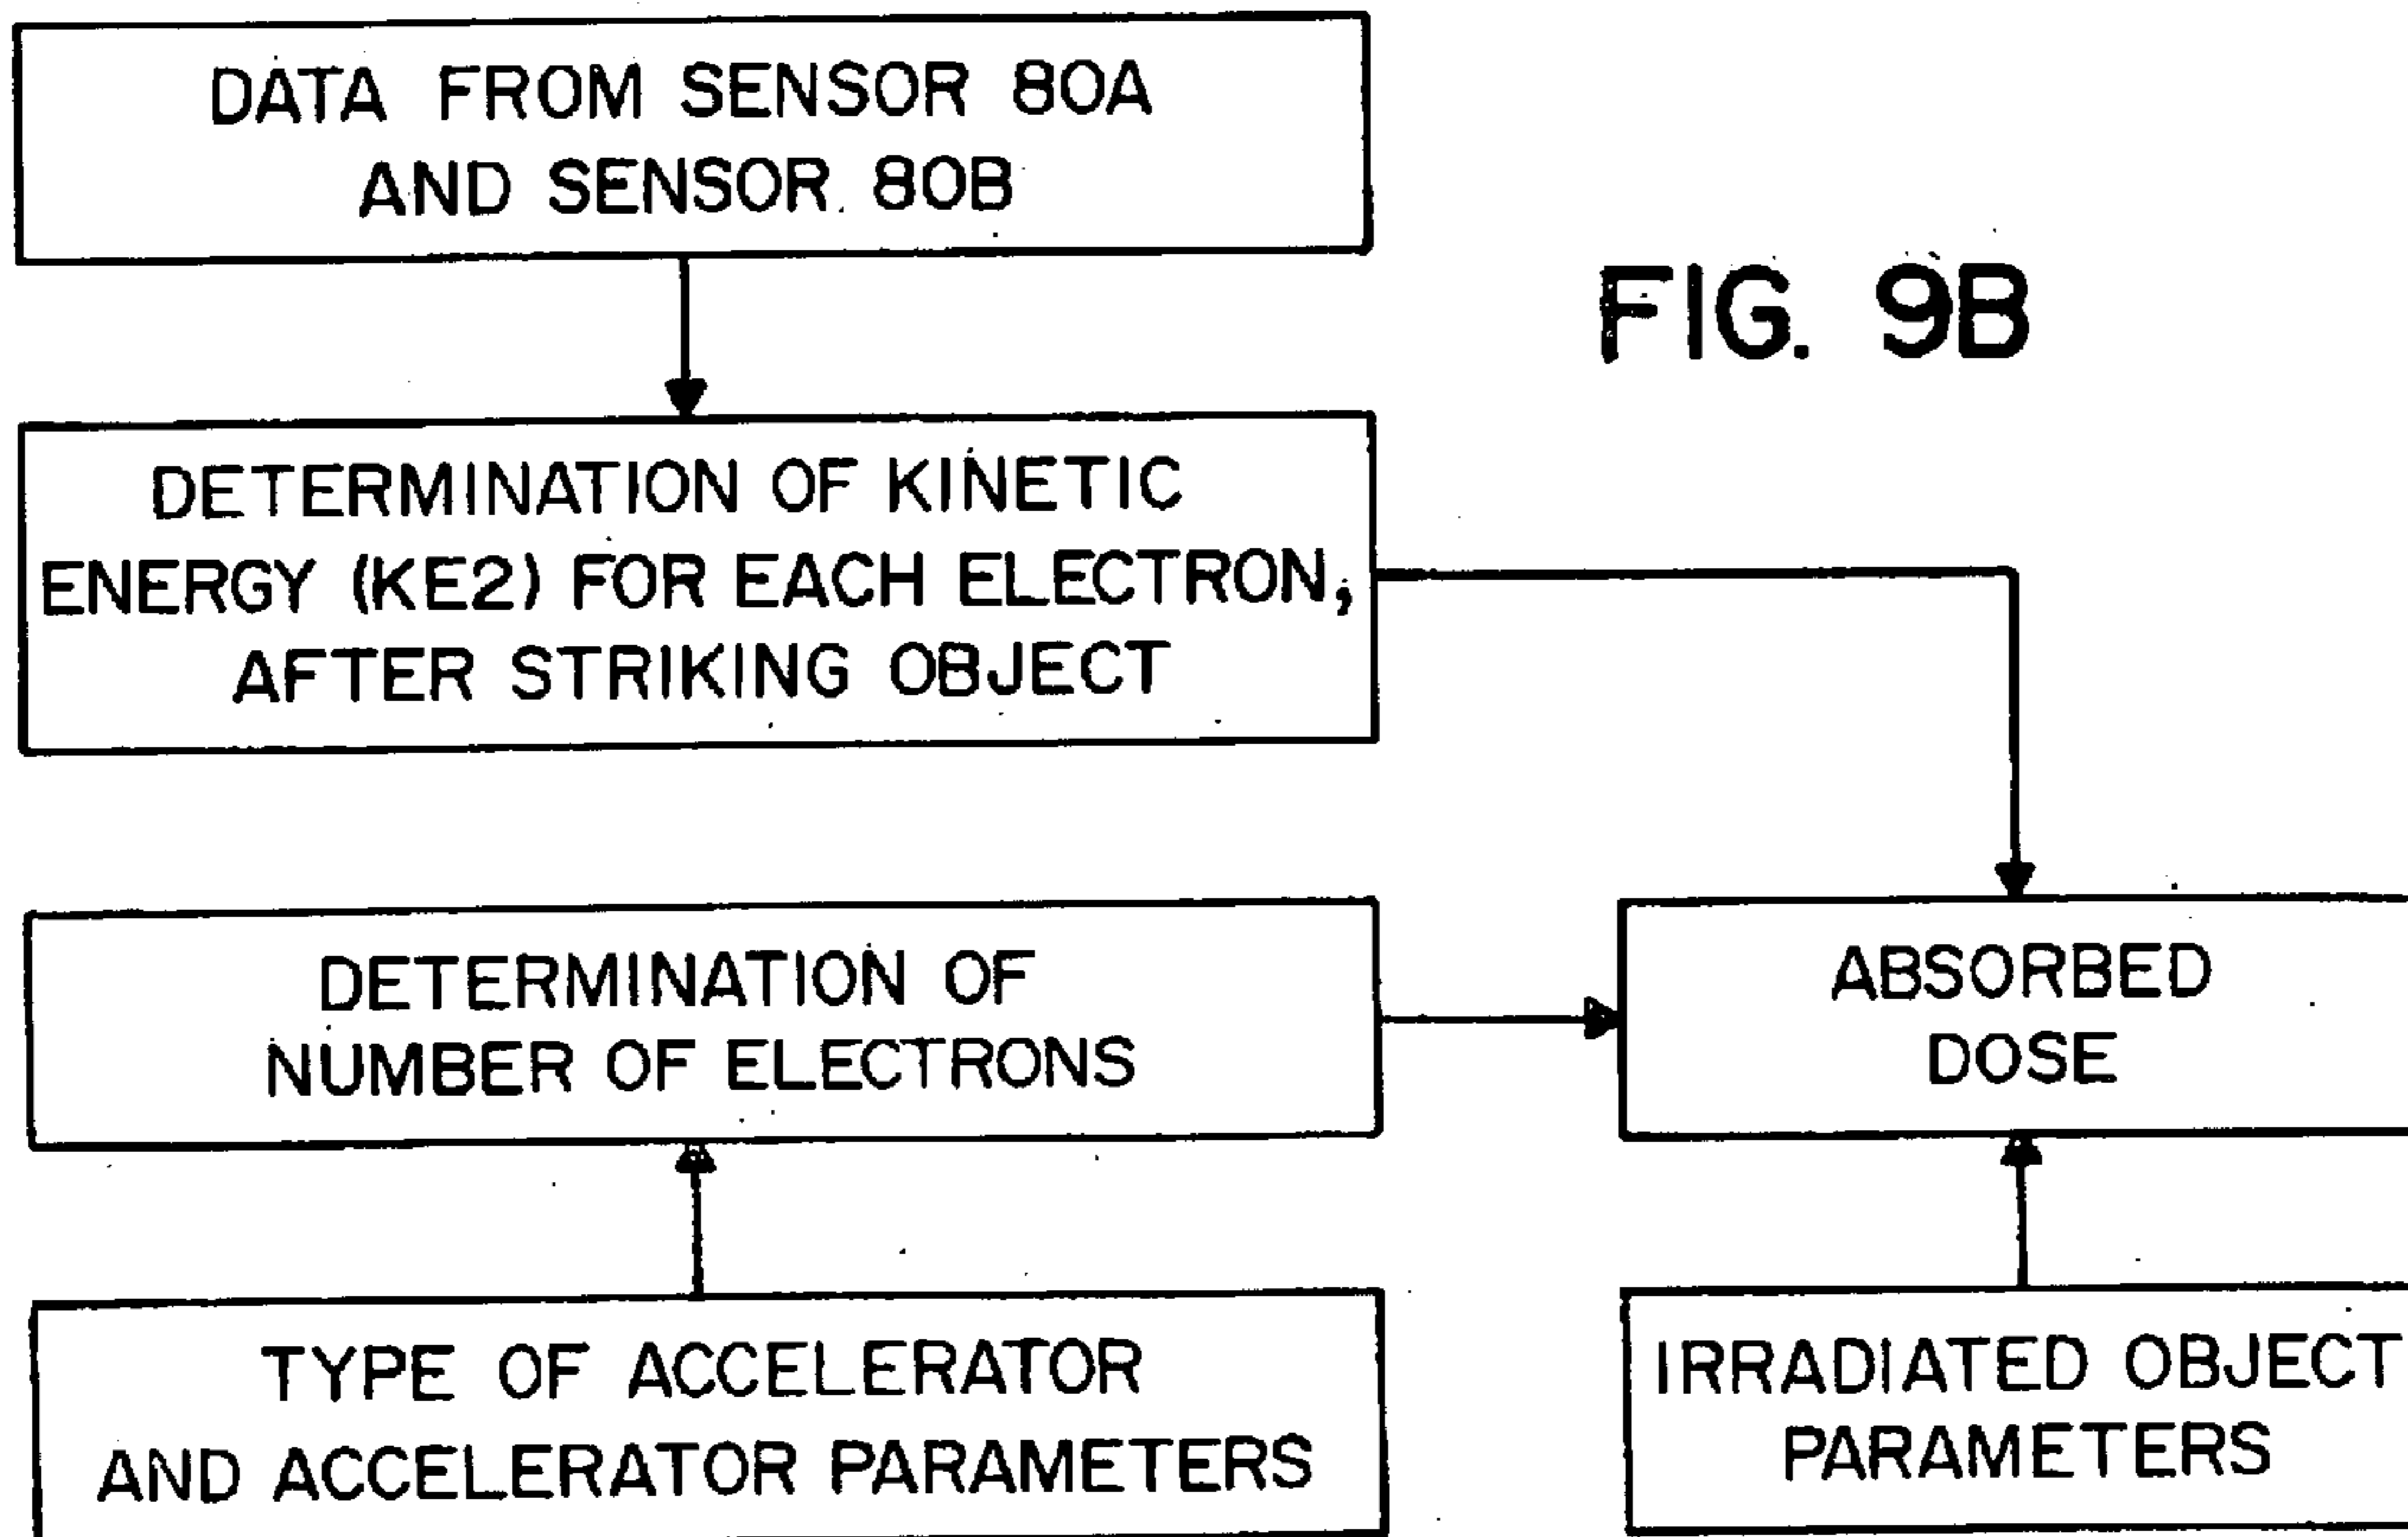 DATA FROM SENSOR 80A
AND SENSOR 80B
FIG. 9B
DETERMINATION OF KINETIC
ENERGY (KE2) FOR EACH ELECTRON,
AFTER STRIKING OBJECT
DETERMINATION OF
NUMBER OF ELECTRONS
ABSORBED
DOSE
TYPE OF ACCELERATOR
AND ACCELERATOR PARAMETERS
IRRADIATED OBJECT
PARAMETERS